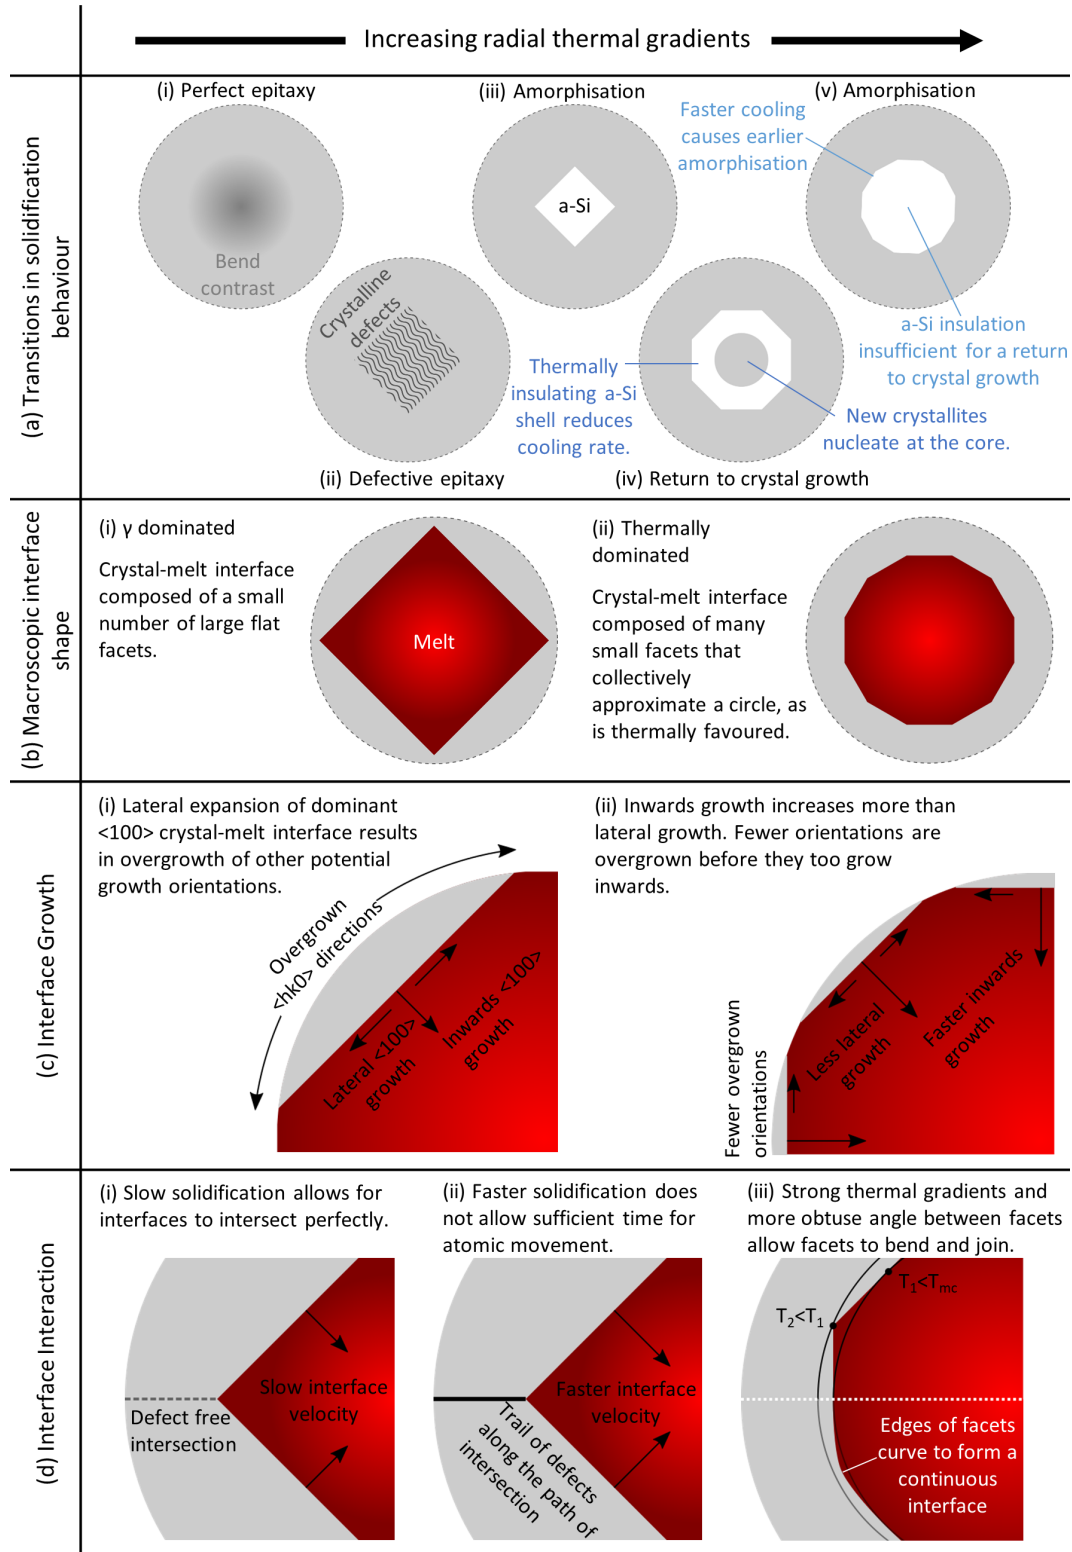 Increasing radial thermal gradients
(a) Transitions in solidification
behaviour
(i) Perfect epitaxy
Bend
contrast
(ii) Defective epitaxy
Crystalline
defects
(iii) Amorphisation
a-Si
(iv) Return to crystal growth
Thermally
insulating a-Si
shell reduces
cooling rate.
New crystallites
nucleate at the core.
(v) Amorphisation
Faster cooling
causes earlier
amorphisation
a-Si insulation
insufficient for a return
to crystal growth
(b) Macroscopic interface
shape
(i) γ dominated
Crystal-melt interface
composed of a small
number of large flat
facets.
Melt
(ii) Thermally
dominated
Crystal-melt interface
composed of many
small facets that
collectively
approximate a circle, as
is thermally favoured.
(c) Interface Growth
(i) Lateral expansion of dominant
<100> crystal-melt interface results
in overgrowth of other potential
growth orientations.
Overgrown
<hk0> directions
Lateral <100>
growth
Inwards <100>
growth
(ii) Inwards growth increases more than
lateral growth. Fewer orientations are
overgrown before they too grow
inwards.
Fewer overgrown
orientations
Less lateral
growth
Faster inwards
growth
(d) Interface Interaction
(i) Slow solidification allows for
interfaces to intersect perfectly.
Slow interface
velocity
Defect free
intersection
(ii) Faster solidification does
not allow sufficient time for
atomic movement.
Faster interface
velocity
Trail of defects
along the path of
intersection
(iii) Strong thermal gradients and
more obtuse angle between facets
allow facets to bend and join.
T₁<Tmc
T₂<T₁
Edges of facets
curve to form a
continuous
interface